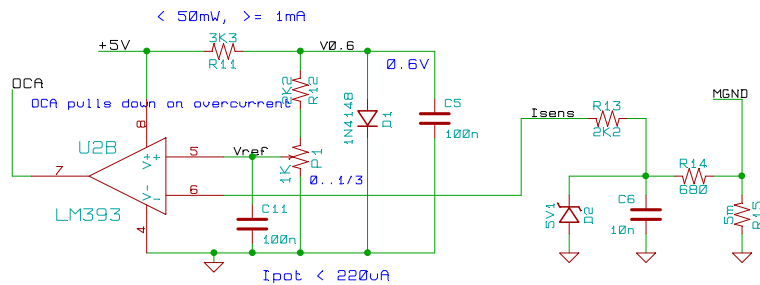 < 50mW, >= 1mA
+5V
3K3
R11
V0.6
0.6V
OCA
OCA pulls down on overcurrent
2K2
R12
1N4148
D1
C5
100n
8
U2B
V+
+
5
Vref
7
V-
-
6
1K
P1
0..1/3
LM393
4
C11
100n
Ipot < 220uA
Isens
R13
2K2
MGND
R14
680
5V1
D2
C6
10n
5m
R15